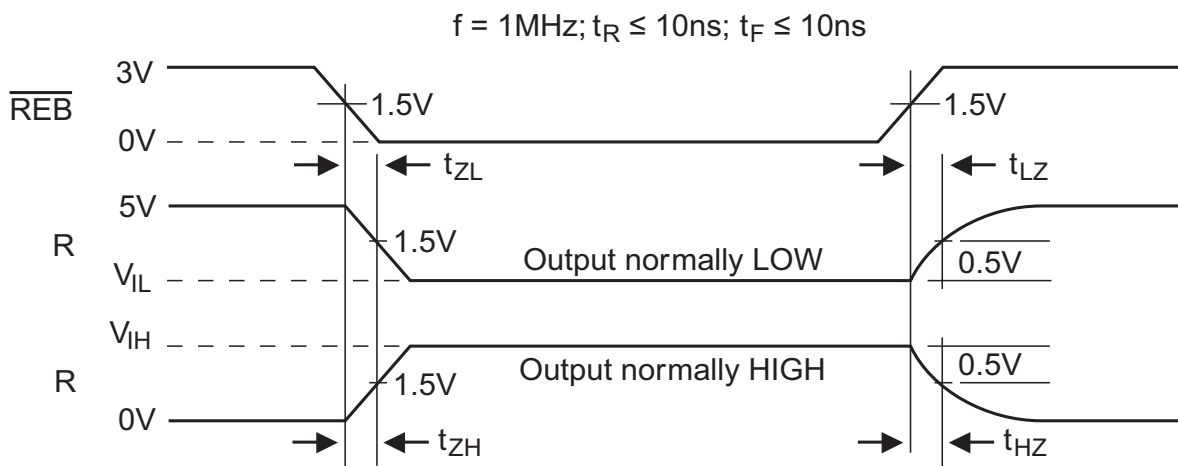 f = 1MHz; tR ≤ 10ns; tF ≤ 10ns
3V
REB
1.5V
1.5V
0V
tZL
tLZ
5V
R
1.5V
Output normally LOW
0.5V
VIL
VIH
R
1.5V
Output normally HIGH
0.5V
0V
tZH
tHZ